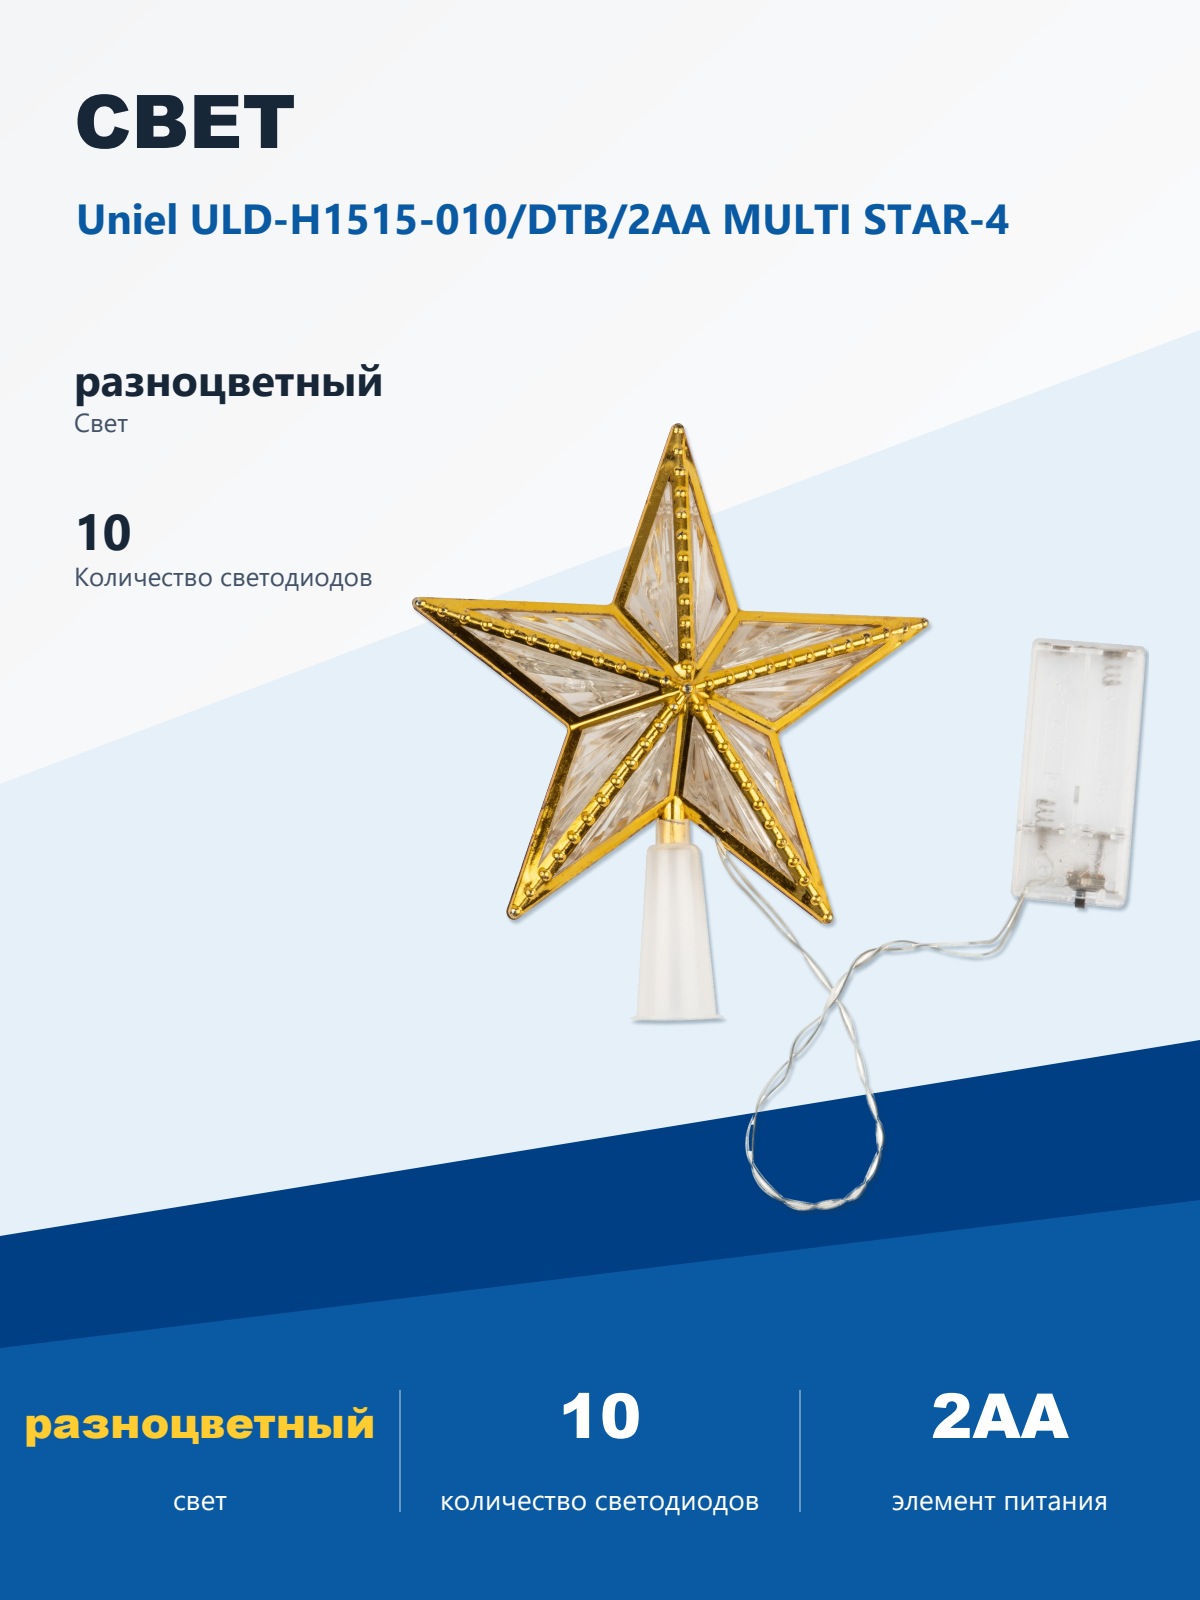 СВЕТ
Uniel ULD-H1515-010/DTB/2AA MULTI STAR-4
разноцветный
Свет
10
Количество светодиодов
разноцветный
свет
10
количество светодиодов
2AA
элемент питания